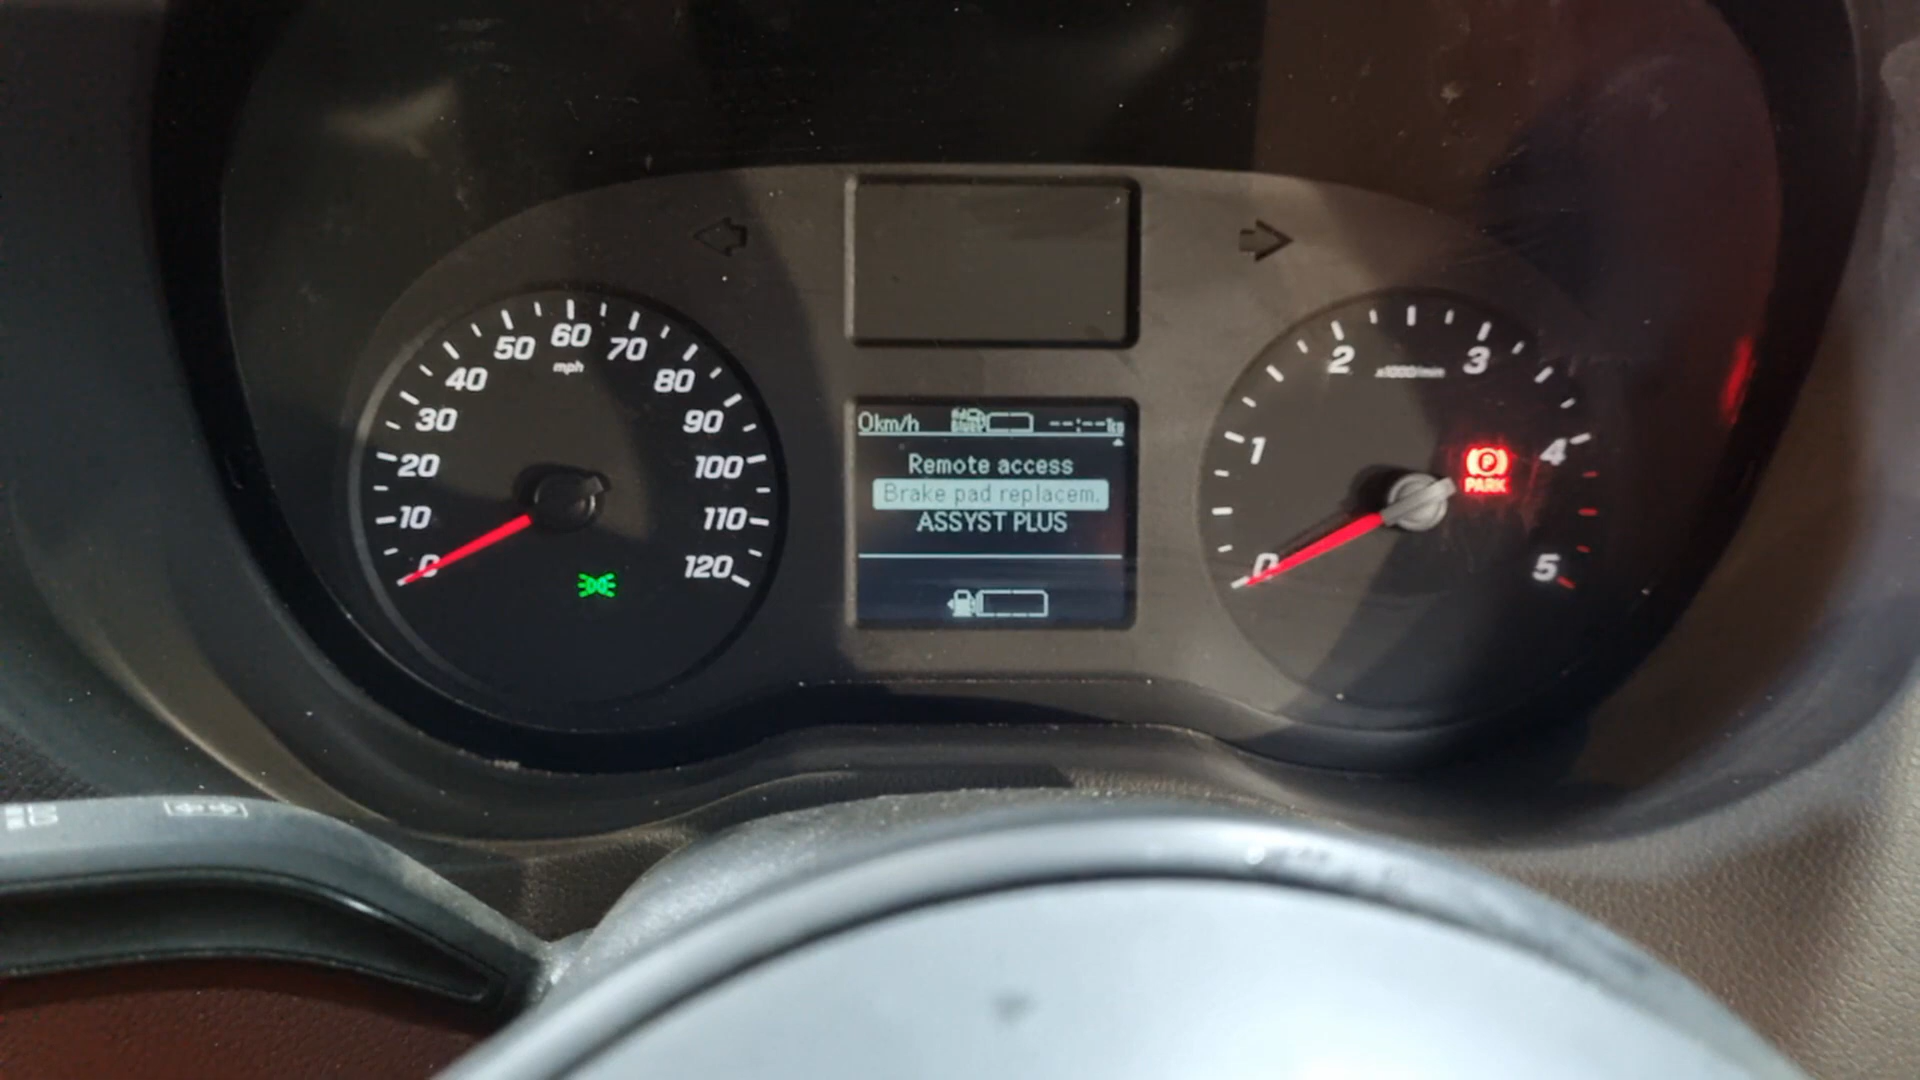 50 60 70
mph
40 80
30 90
20 100
10 110
0 120
0km/h --:--
Remote access
Brake pad replacem.
ASSYST PLUS
2 3
x1000/min
1 4
P
PARK
0 5